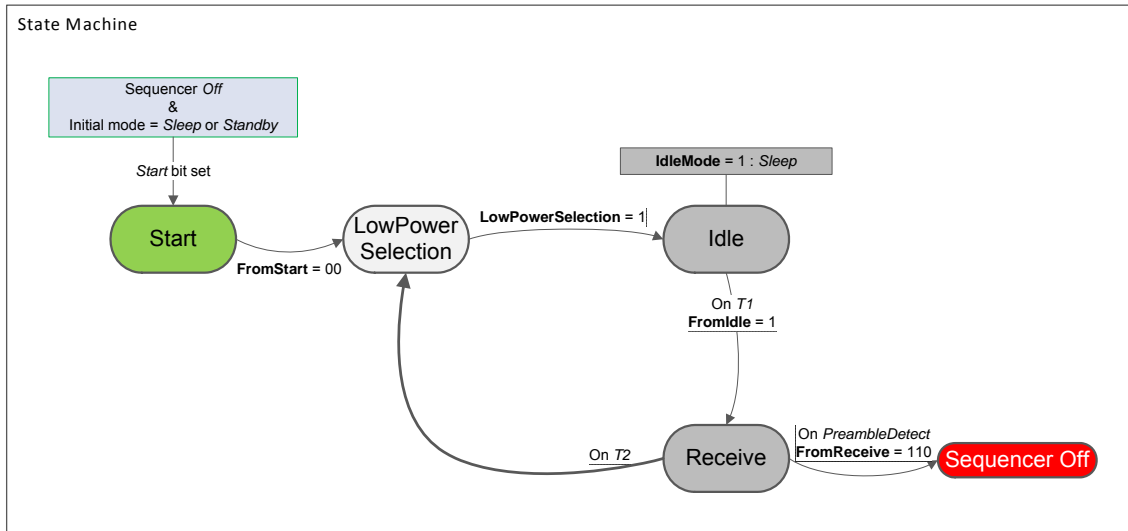 State Machine
Sequencer Off
&
Initial mode = Sleep or Standby
Start bit set
IdleMode = 1 : Sleep
Start
FromStart = 00
LowPower
Selection
LowPowerSelection = 1
Idle
On T1
FromIdle = 1
On T2
Receive
On PreambleDetect
FromReceive = 110
Sequencer Off